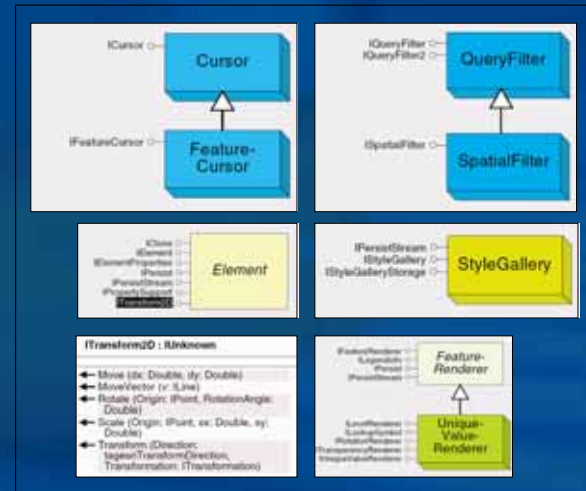 ICursor
Cursor
IFeatureCursor
Feature-
Cursor
IQueryFilter
IQueryFilter2
QueryFilter
ISpatialFilter
SpatialFilter
IClone
IElement
IElementProperties
IPersist
IPersistStream
IPropertySupport
ITransform2D
Element
IPersistStream
IStyleGallery
IStyleGalleryStorage
StyleGallery
ITransform2D : IUnknown
Move (dx: Double, dy: Double)
MoveVector (v: ILine)
Rotate (Origin: IPoint, RotationAngle:
Double)
Scale (Origin: IPoint, sx: Double, sy:
Double)
Transform (Direction:
tagesriTransformDirection,
Transformation: ITransformation)
IFeatureRenderer
ILegendInfo
IPersist
IPersistStream
Feature-
Renderer
ILevelRenderer
ILookupSymbol
IRotationRenderer
ITransparencyRenderer
IUniqueValueRenderer
Unique-
Value-
Renderer